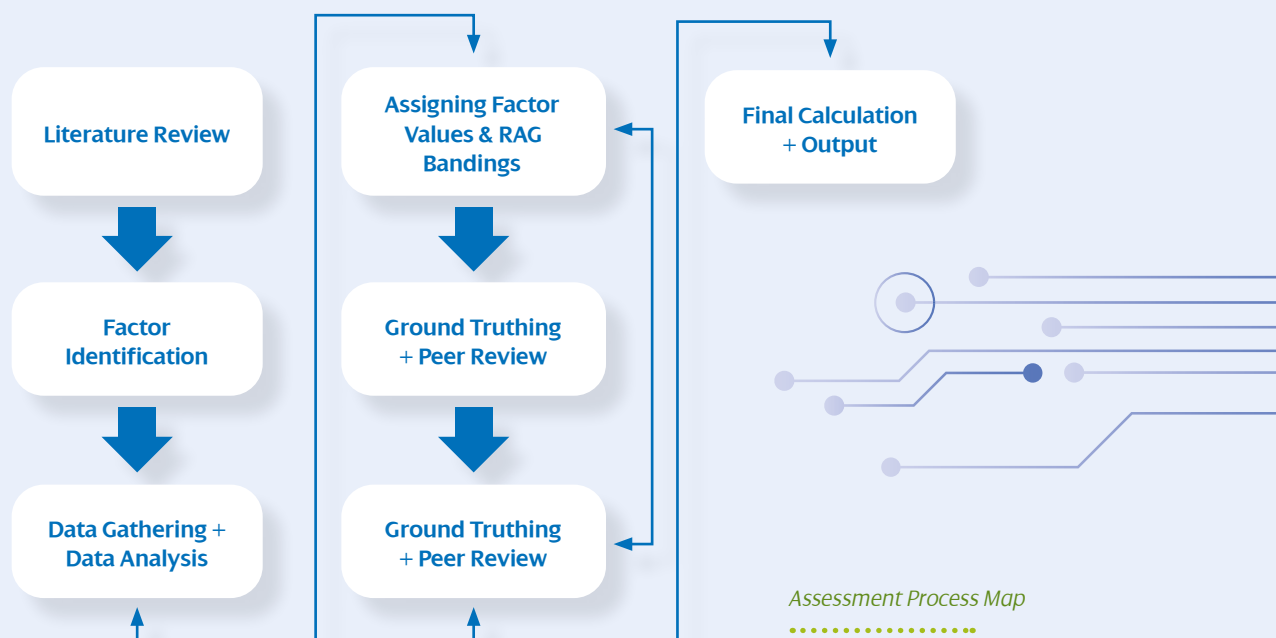 Literature Review
Factor
Identification
Data Gathering +
Data Analysis
Assigning Factor
Values & RAG
Bandings
Ground Truthing
+ Peer Review
Ground Truthing
+ Peer Review
Final Calculation
+ Output
Assessment Process Map